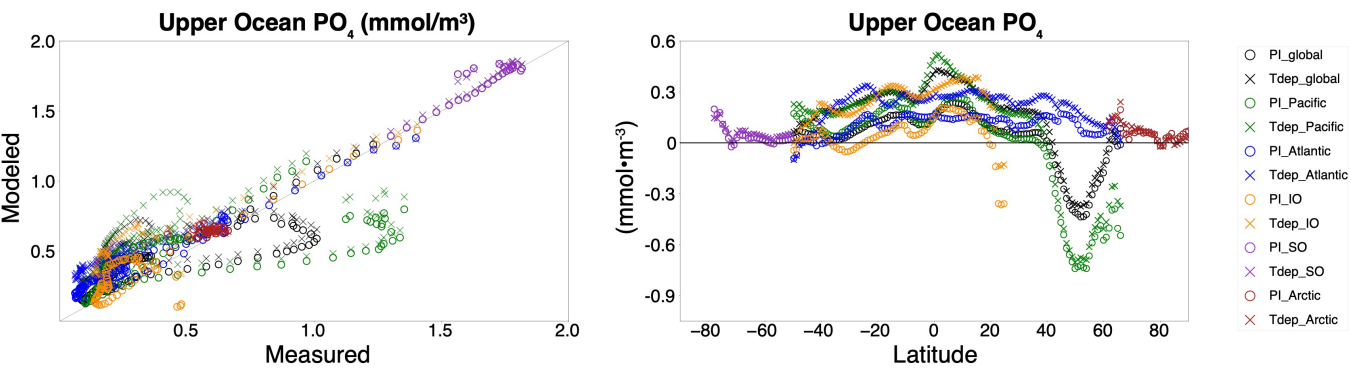 Upper Ocean PO4 (mmol/m³)
Modeled
2.0
1.5
1.0
0.5
0.5 1.0 1.5 2.0
Measured
Upper Ocean PO4
(mmol•m⁻³)
0.6
0.3
0
-0.3
-0.6
-0.9
−80 −60 −40 −20 0 20 40 60 80
Latitude
PI_global
Tdep_global
PI_Pacific
Tdep_Pacific
PI_Atlantic
Tdep_Atlantic
PI_IO
Tdep_IO
PI_SO
Tdep_SO
PI_Arctic
Tdep_Arctic